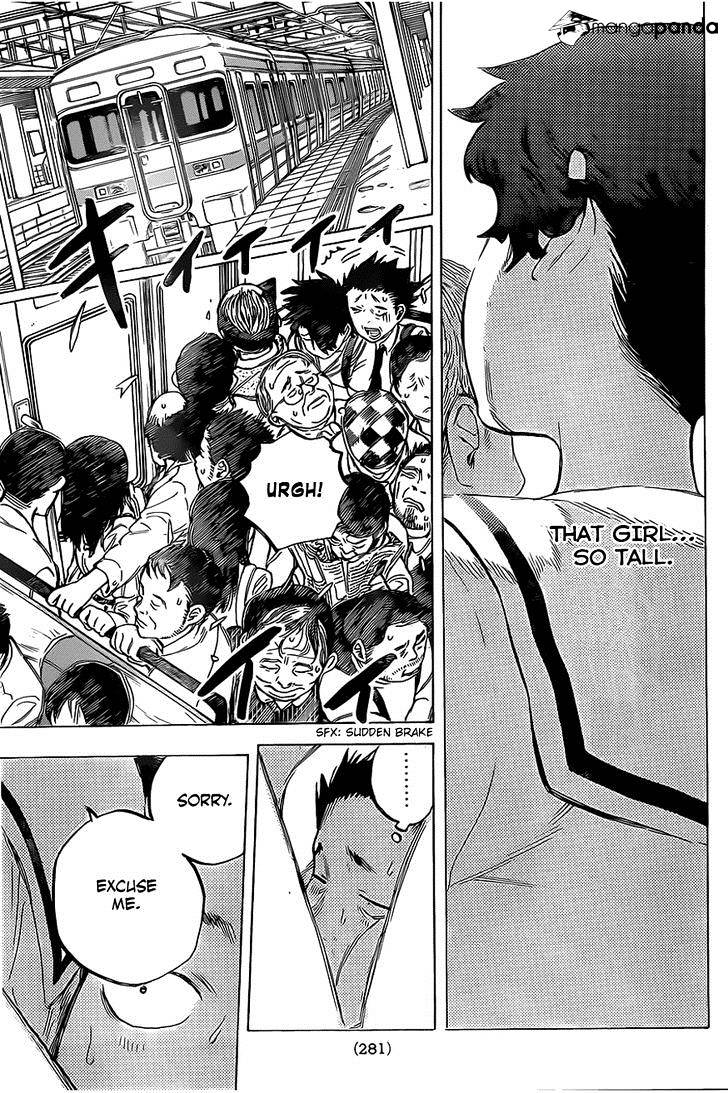 mangapanda
THAT GIRL...
SO TALL.
キイイイイイ
URGH!
SFX: SUDDEN BRAKE
........
SORRY.
EXCUSE
ME.
(281)